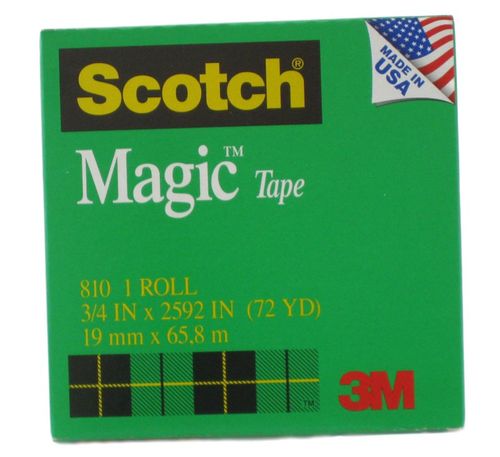 Scotch®
MADE IN
USA
Magic™ Tape
810 1 ROLL
3/4 IN x 2592 IN (72 YD)
19 mm x 65,8 m
TM
3M